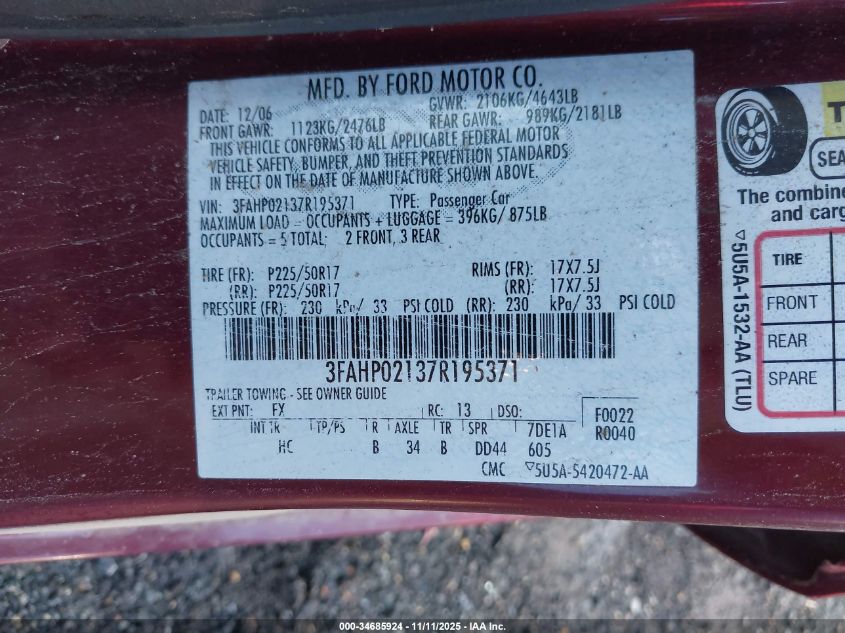 MFD. BY FORD MOTOR CO.
DATE: 12/06 GVWR: 2106KG/4643LB
FRONT GAWR: 1123KG/2476LB REAR GAWR: 989KG/2181LB
THIS VEHICLE CONFORMS TO ALL APPLICABLE FEDERAL MOTOR
VEHICLE SAFETY, BUMPER, AND THEFT PREVENTION STANDARDS
IN EFFECT ON THE DATE OF MANUFACTURE SHOWN ABOVE.
VIN: 3FAHP02137R195371 TYPE: Passenger Car
MAXIMUM LOAD = OCCUPANTS + LUGGAGE = 396KG/ 875LB
OCCUPANTS = 5 TOTAL: 2 FRONT, 3 REAR
TIRE (FR): P225/50R17 RIMS (FR): 17X7.5J
(RR): P225/50R17 (RR): 17X7.5J
PRESSURE (FR): 230 kPa/ 33 PSI COLD (RR): 230 kPa/ 33 PSI COLD
3FAHP02137R195371
TRAILER TOWING - SEE OWNER GUIDE
EXT PNT: FX RC: 13 DSO: F0022
INT TR TP/PS R AXLE TR SPR 7DE1A R0040
HC B 34 B DD44 605
CMC ▽5U5A-5420472-AA
T
SEA
The combine
and carg
TIRE
FRONT
REAR
SPARE
▽5U5A-1532-AA (TLU)
000-34685924 - 11/11/2025 - IAA Inc.